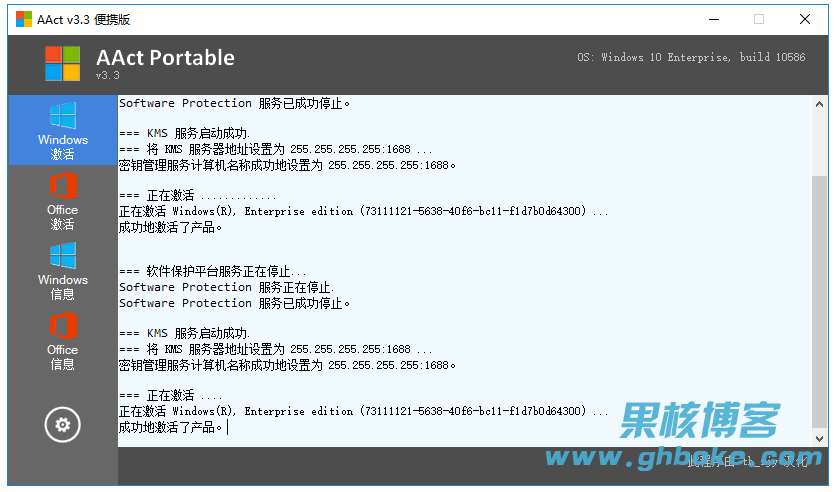 AAct v3.3 便携版
AAct Portable
v3.3
OS: Windows 10 Enterprise, build 10586
Windows
激活
Office
激活
Windows
信息
Office
信息
Software Protection 服务已成功停止。
=== KMS 服务启动成功.
=== 将 KMS 服务器地址设置为 255.255.255.255:1688 ...
密钥管理服务计算机名称成功地设置为 255.255.255.255:1688。
=== 正在激活 .............
正在激活 Windows(R), Enterprise edition (73111121-5638-40f6-bc11-f1d7b0d64300) ...
成功地激活了产品。
=== 软件保护平台服务正在停止...
Software Protection 服务正在停止.
Software Protection 服务已成功停止。
=== KMS 服务启动成功.
=== 将 KMS 服务器地址设置为 255.255.255.255:1688 ...
密钥管理服务计算机名称成功地设置为 255.255.255.255:1688。
=== 正在激活 ....
正在激活 Windows(R), Enterprise edition (73111121-5638-40f6-bc11-f1d7b0d64300) ...
成功地激活了产品。
果核博客
www.ghboke.com
此程序由 汉化